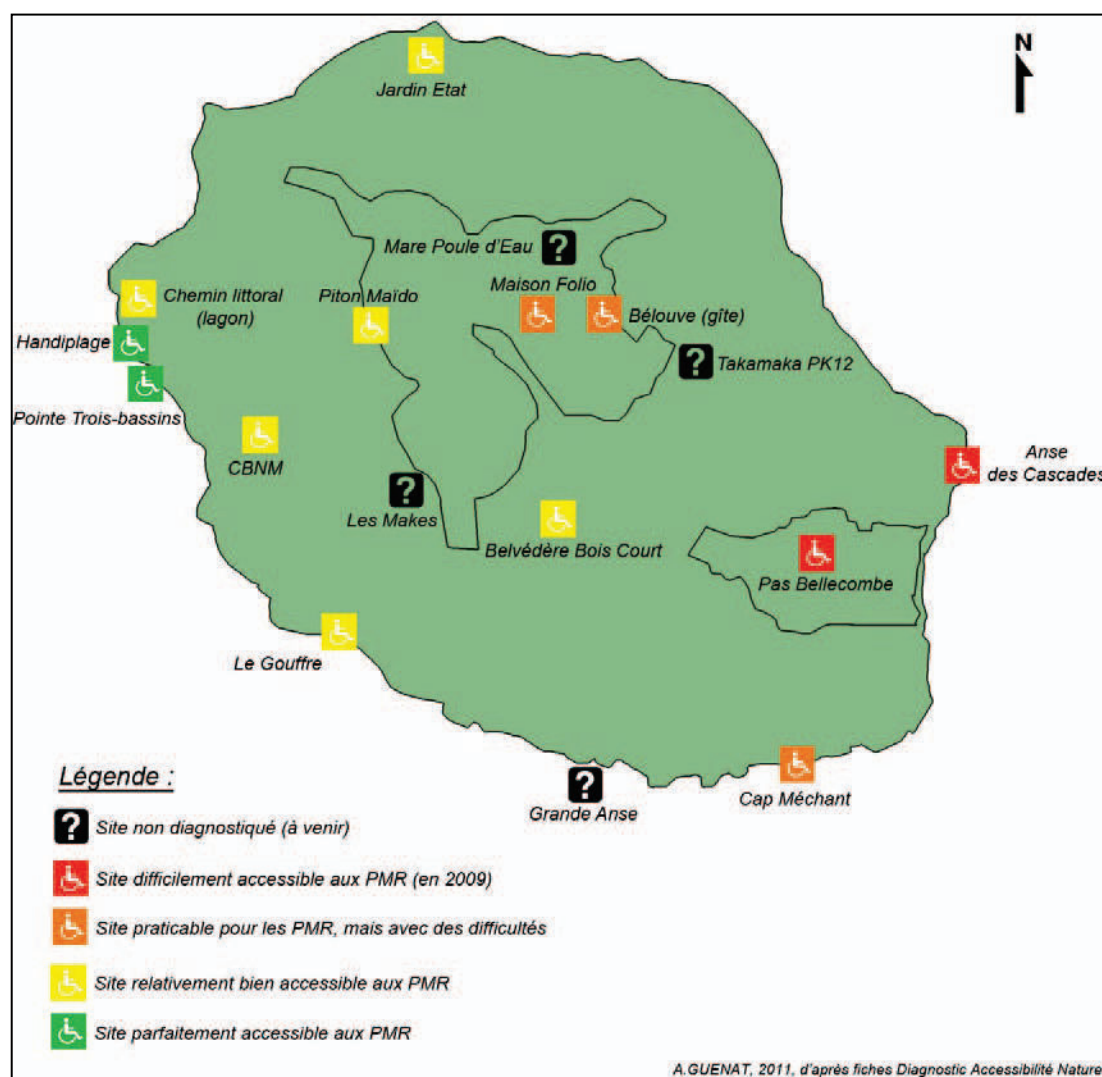 N
Jardin Etat
Mare Poule d'Eau
Maison Folio
Chemin littoral
(lagon)
Piton Maïdo
Bélouve (gîte)
Handiplage
Takamaka PK12
Pointe Trois-bassins
CBNM
Anse
des Cascades
Les Makes
Belvédère Bois Court
Pas Bellecombe
Le Gouffre
Cap Méchant
Grande Anse
Légende :
? Site non diagnostiqué (à venir)
Site difficilement accessible aux PMR (en 2009)
Site praticable pour les PMR, mais avec des difficultés
Site relativement bien accessible aux PMR
Site parfaitement accessible aux PMR
A.GUENAT, 2011, d'après fiches Diagnostic Accessibilité Nature